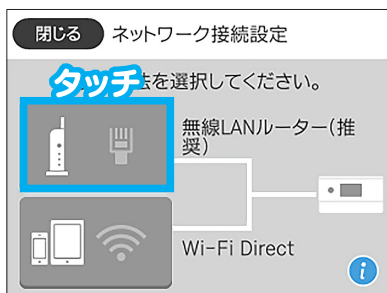 閉じる ネットワーク接続設定
タッチ
法を選択してください。
無線LANルーター(推
奨)
Wi-Fi Direct
i